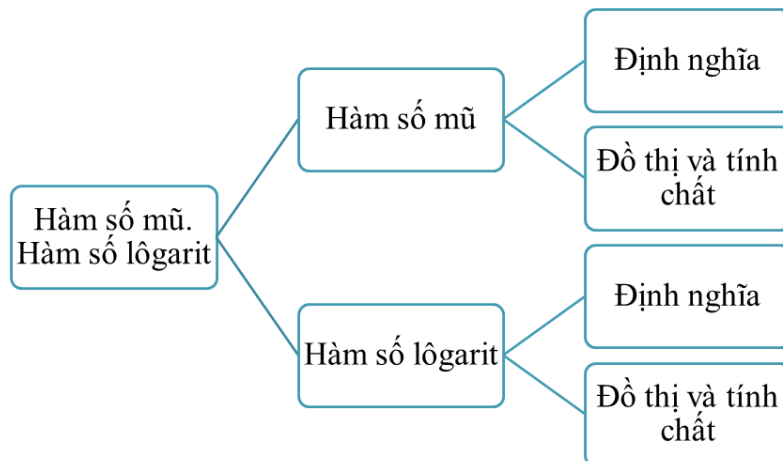 Hàm số mũ.
Hàm số lôgarit
Hàm số mũ
Định nghĩa
Đồ thị và tính
chất
Hàm số lôgarit
Định nghĩa
Đồ thị và tính
chất